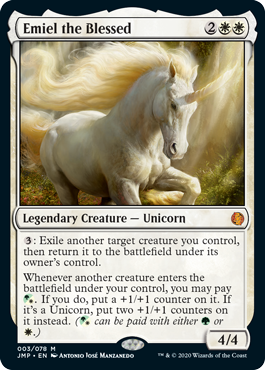 Emiel the Blessed 2
Legendary Creature — Unicorn
3: Exile another target creature you control,
then return it to the battlefield under its
owner's control.
Whenever another creature enters the
battlefield under your control, you may pay
. If you do, put a +1/+1 counter on it. If
it's a Unicorn, put two +1/+1 counters on
it instead. ( can be paid with either or
.)
4/4
003/078 M
JMP • EN Antonio José Manzanedo
™ & © 2020 Wizards of the Coast